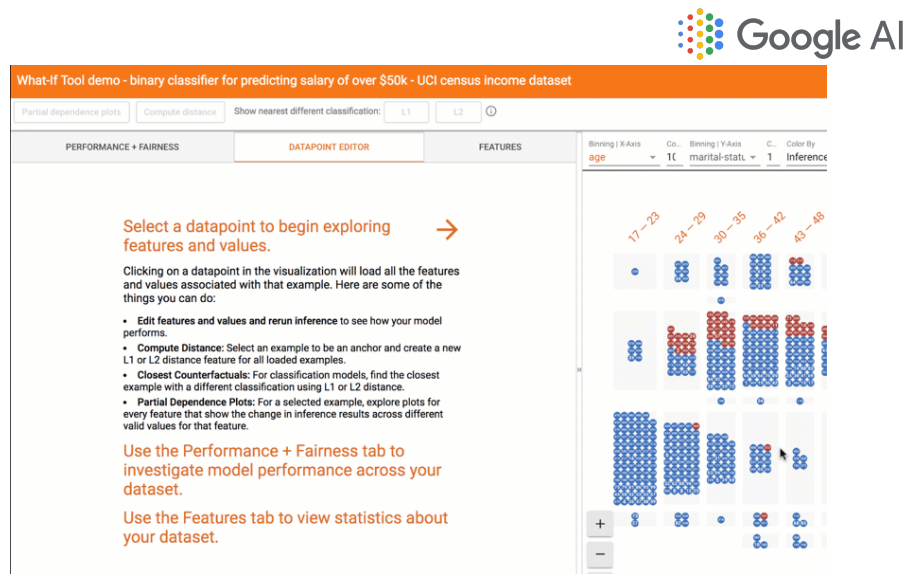 Google AI
What-If Tool demo - binary classifier for predicting salary of over $50k - UCI census income dataset
Partial dependence plots Compute distance Show nearest different classification: L1 L2
PERFORMANCE + FAIRNESS DATAPOINT EDITOR FEATURES
Binning | X-Axis Co... Binning | Y-Axis C... Color By
age 10 marital-statu 1 Inference
17 – 23 24 – 29 30 – 35 36 – 42 43 – 48
Select a datapoint to begin exploring
features and values.
Clicking on a datapoint in the visualization will load all the features
and values associated with that example. Here are some of the
things you can do:
• Edit features and values and rerun inference to see how your model
performs.
• Compute Distance: Select an example to be an anchor and create a new
L1 or L2 distance feature for all loaded examples.
• Closest Counterfactuals: For classification models, find the closest
example with a different classification using L1 or L2 distance.
• Partial Dependence Plots: For a selected example, explore plots for
every feature that show the change in inference results across different
valid values for that feature.
Use the Performance + Fairness tab to
investigate model performance across your
dataset.
Use the Features tab to view statistics about
your dataset.
+
−